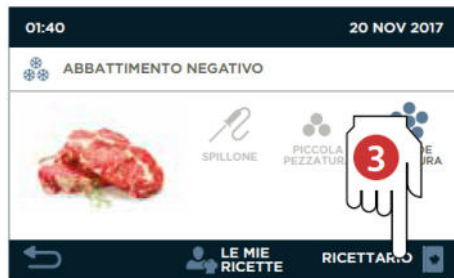 01:40 20 NOV 2017
ABBATTIMENTO NEGATIVO
SPILLONE
PICCOLA
PEZZATURA
3
LE MIE
RICETTE
RICETTARIO